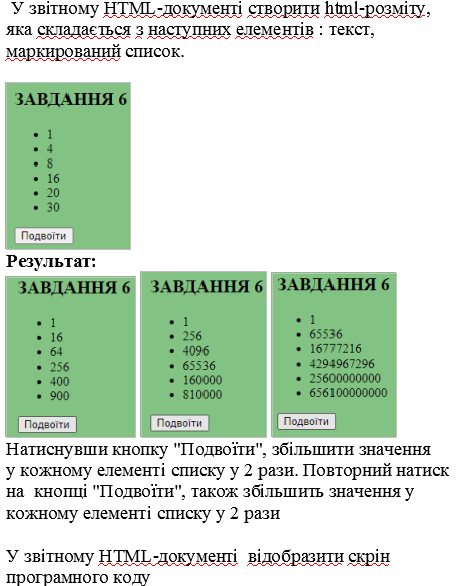 У звітному HTML-документі створити html-розміту,
яка складається з наступних елементів : текст,
маркирований список.
ЗАВДАННЯ 6
1
4
8
16
20
30
Подвоїти
Результат:
ЗАВДАННЯ 6
1
16
64
256
400
900
Подвоїти
ЗАВДАННЯ 6
1
256
4096
65536
160000
810000
Подвоїти
ЗАВДАННЯ 6
1
65536
16777216
4294967296
25600000000
656100000000
Подвоїти
Натиснувши кнопку "Подвоїти", збільшити значення
у кожному елементі списку у 2 рази. Повторний натиск
на кнопці "Подвоїти", також збільшить значення у
кожному елементі списку у 2 рази
У звітному HTML-документі відобразити скрін
програмного коду